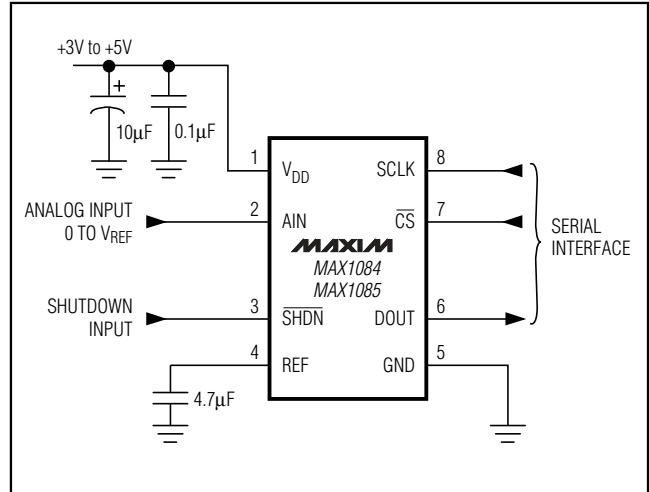 +3V to +5V
+
10μF
0.1μF
1
VDD
SCLK
8
ANALOG INPUT
0 TO VREF
2
AIN
CS
7
SERIAL
INTERFACE
MAXIM
MAX1084
MAX1085
SHUTDOWN
INPUT
3
SHDN
DOUT
6
4
REF
GND
5
4.7μF